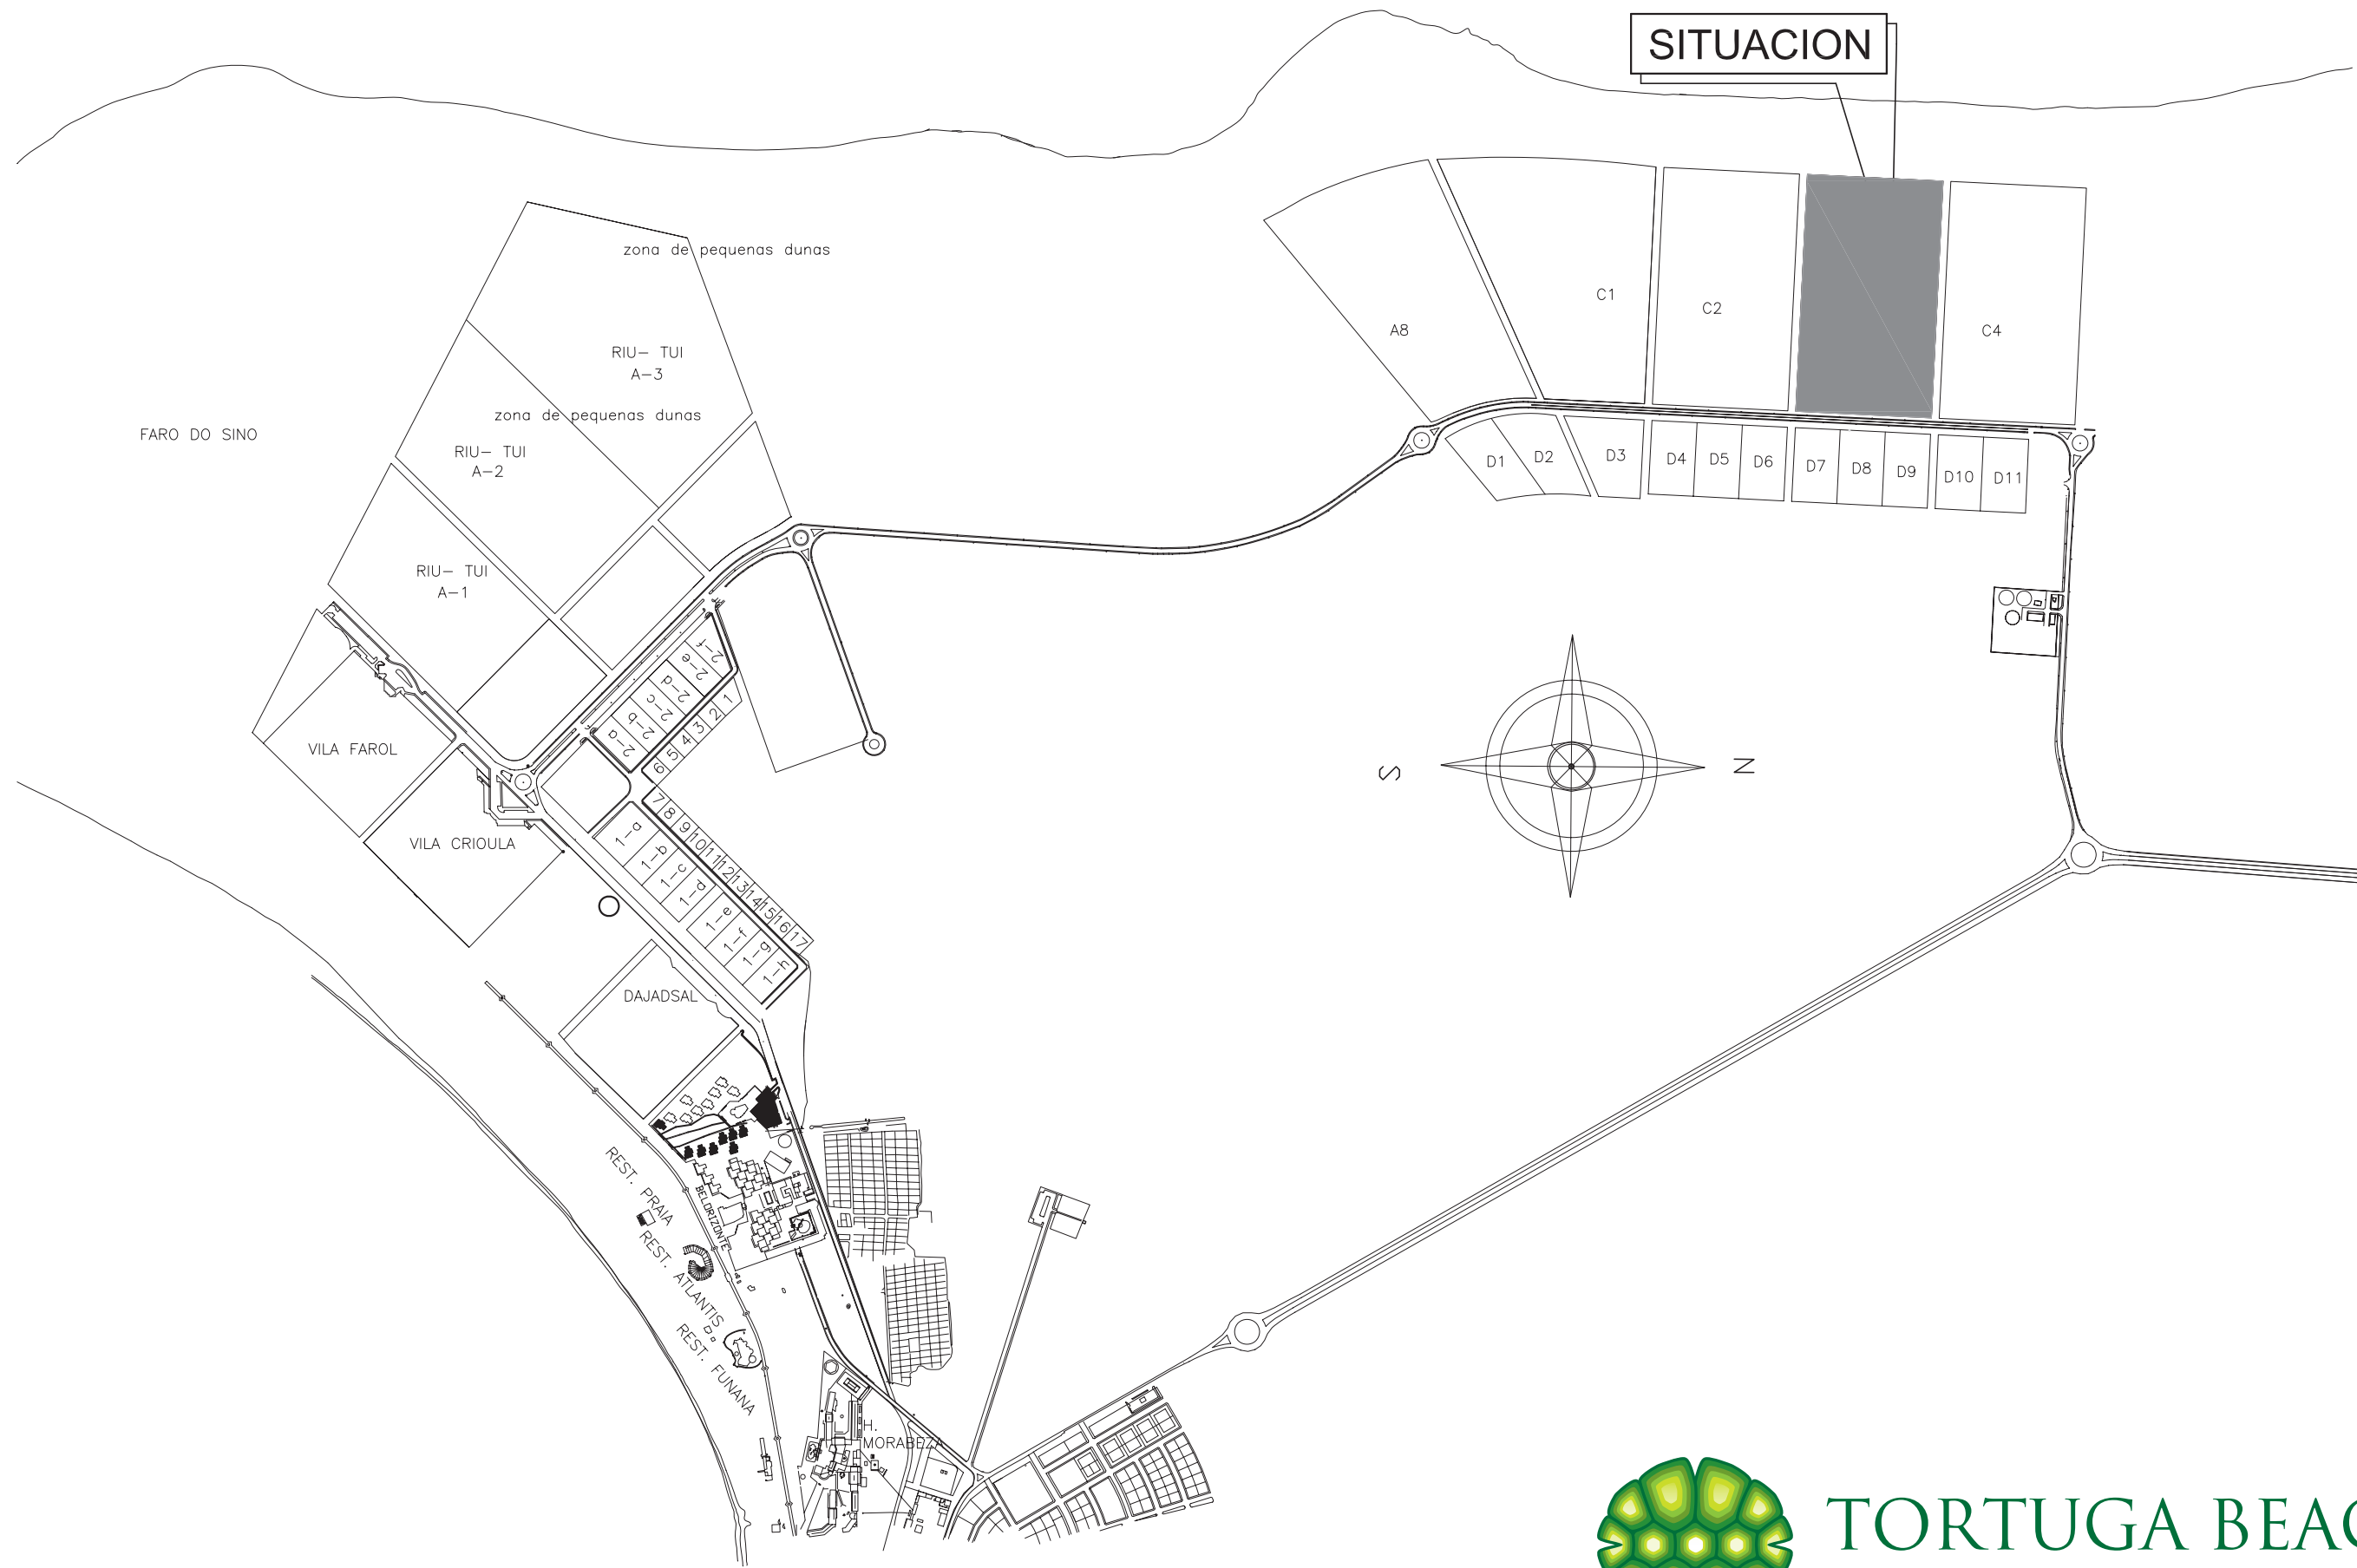 SITUACION
zona de pequenas dunas
C1
C2
A8
C4
RIU- TUI
A-3
zona de pequenas dunas
FARO DO SINO
RIU- TUI
A-2
D1
D2
D3
D4
D5
D6
D7
D8
D9
D10
D11
RIU- TUI
A-1
2-f
2-e
2-d
2-c
2-b
2-a
1
2
3
4
5
6
VILA FAROL
S
N
7
8
9
10
11
12
13
14
15
16
17
VILA CRIOULA
1-a
1-b
1-c
1-d
1-e
1-f
1-g
1-h
DAJADSAL
BELORIZONTE
REST. PRAIA
REST. ATLANTIS
REST. FUNANA
H.
MORABEZA
TORTUGA BEAC